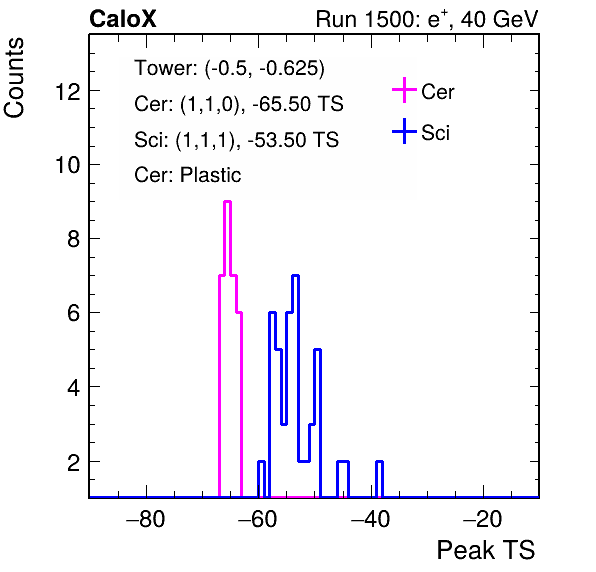 CaloX Run 1500: e⁺, 40 GeV
Counts
Tower: (-0.5, -0.625)
Cer: (1,1,0), -65.50 TS
Sci: (1,1,1), -53.50 TS
Cer: Plastic
Cer
Sci
12
10
8
6
4
2
−80 −60 −40 −20
Peak TS